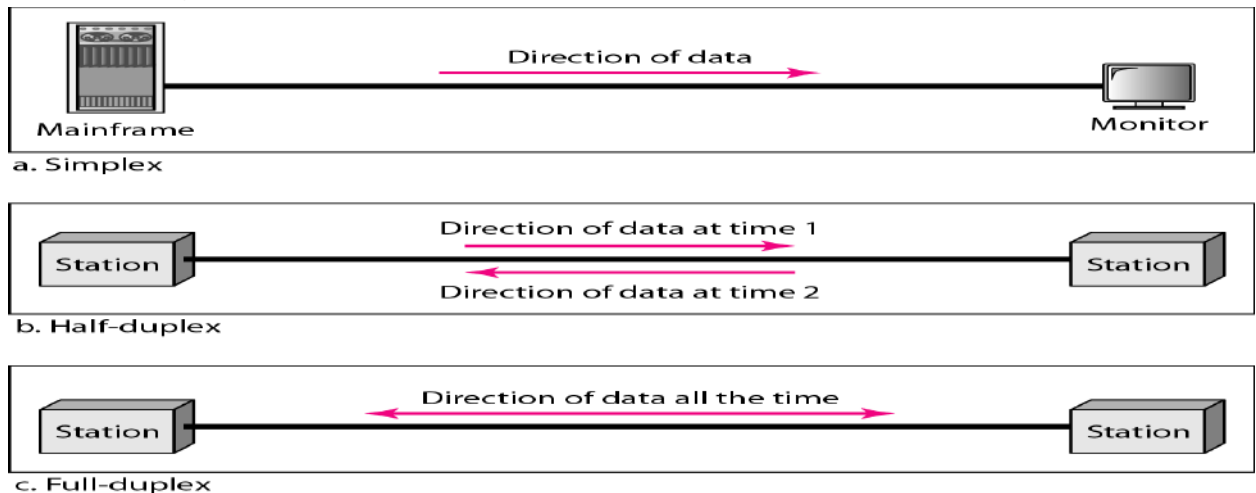 Direction of data
Mainframe
Monitor
a. Simplex
Direction of data at time 1
Station
Station
Direction of data at time 2
b. Half-duplex
Direction of data all the time
Station
Station
c. Full-duplex